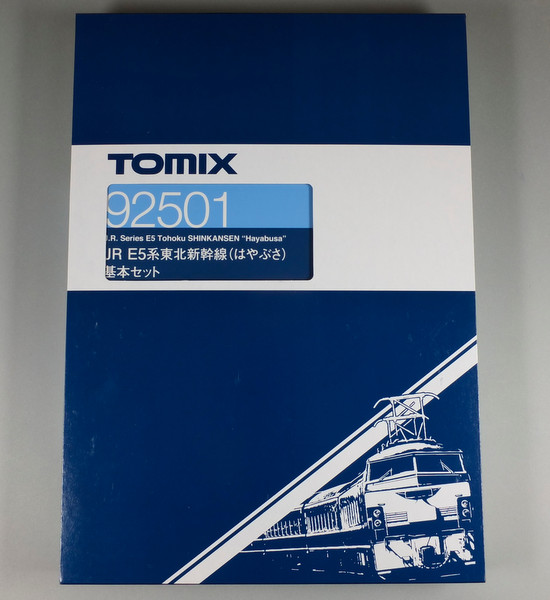 TOMIX
92501
J.R. Series E5 Tohoku SHINKANSEN "Hayabusa"
JR E5系東北新幹線(はやぶさ)
基本セット